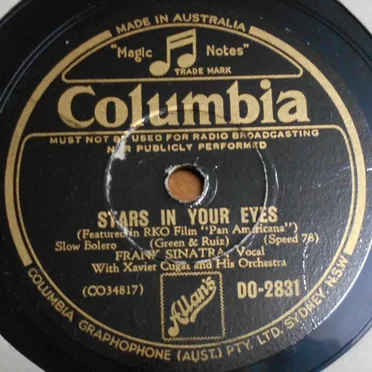 MADE IN AUSTRALIA
"Magic Notes"
TRADE MARK
Columbia
MUST NOT BE USED FOR RADIO BROADCASTING
NOR PUBLICLY PERFORMED
STARS IN YOUR EYES
(Featured in RKO Film "Pan Americana")
Slow Bolero (Green & Ruiz) (Speed 78)
FRANK SINATRA, Vocal
With Xavier Cugat and His Orchestra
(CO34817) Allan's DO-2831
COLUMBIA GRAPHOPHONE (AUST.) PTY. LTD. SYDNEY. N.S.W.